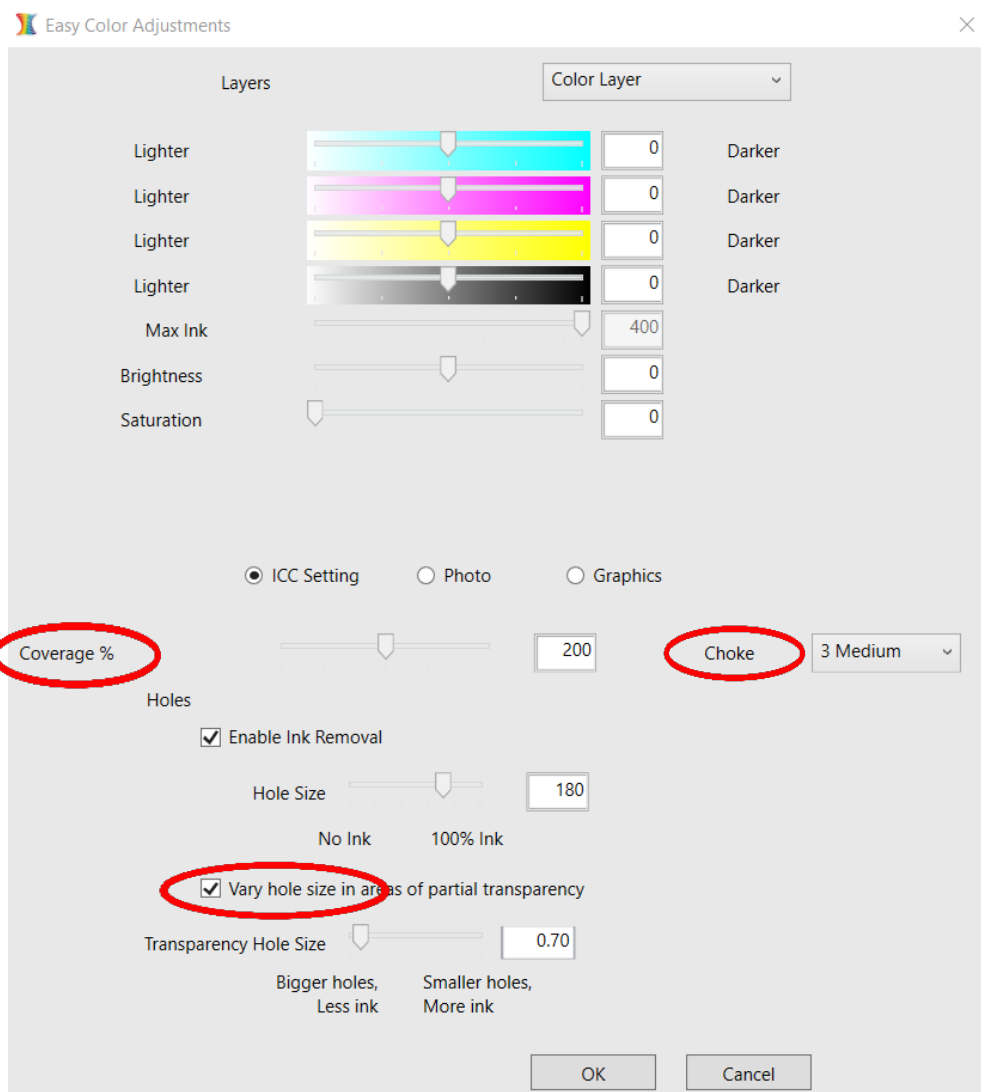 Easy Color Adjustments
Layers Color Layer
Lighter 0 Darker
Lighter 0 Darker
Lighter 0 Darker
Lighter 0 Darker
Max Ink 400
Brightness 0
Saturation 0
ICC Setting Photo Graphics
Coverage % 200 Choke 3 Medium
Holes
Enable Ink Removal
Hole Size 180
No Ink 100% Ink
Vary hole size in areas of partial transparency
Transparency Hole Size 0.70
Bigger holes, Smaller holes,
Less ink More ink
OK Cancel